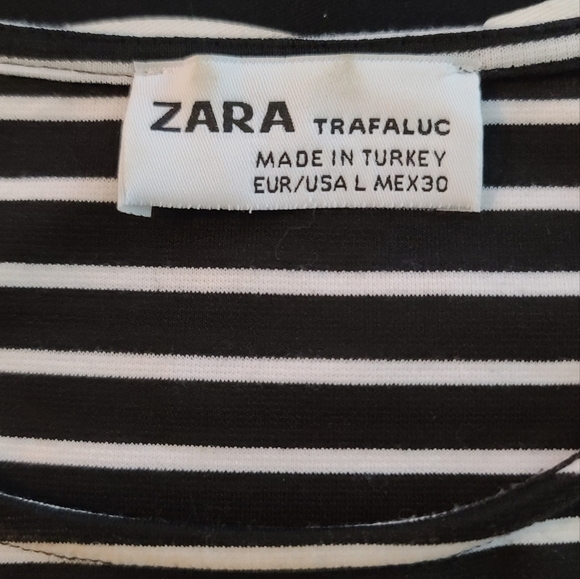 ZARA TRAFALUC
MADE IN TURKEY
EUR/USA L MEX30